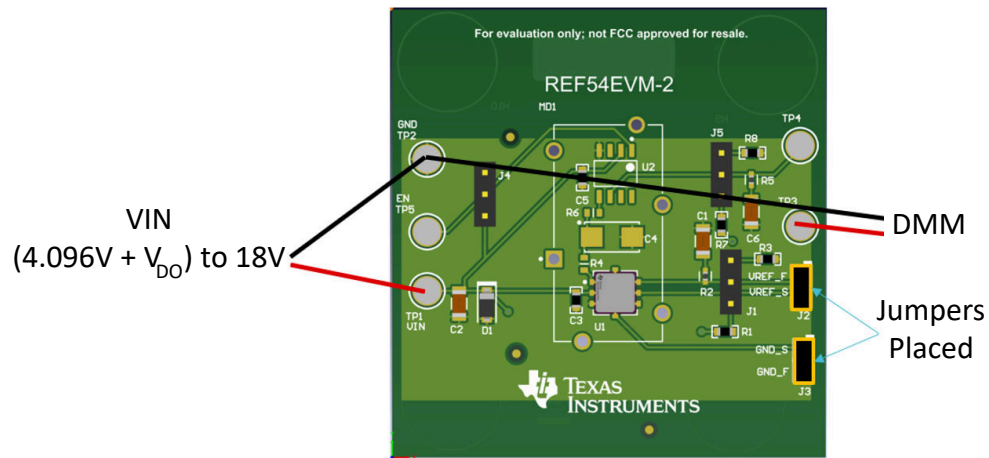 For evaluation only; not FCC approved for resale.
REF54EVM-2
MD1
GND
TP2
J4
EN
TP5
TP1
VIN
C2
D1
C5
U2
R6
C4
R4
C3
U1
J5
R8
TP4
R5
TP3
C1
R7
C6
R3
R2
J1
R1
VREF_F
VREF_S
J2
GND_S
GND_F
J3
TEXAS
INSTRUMENTS
VIN
(4.096V + VDO) to 18V
DMM
Jumpers
Placed